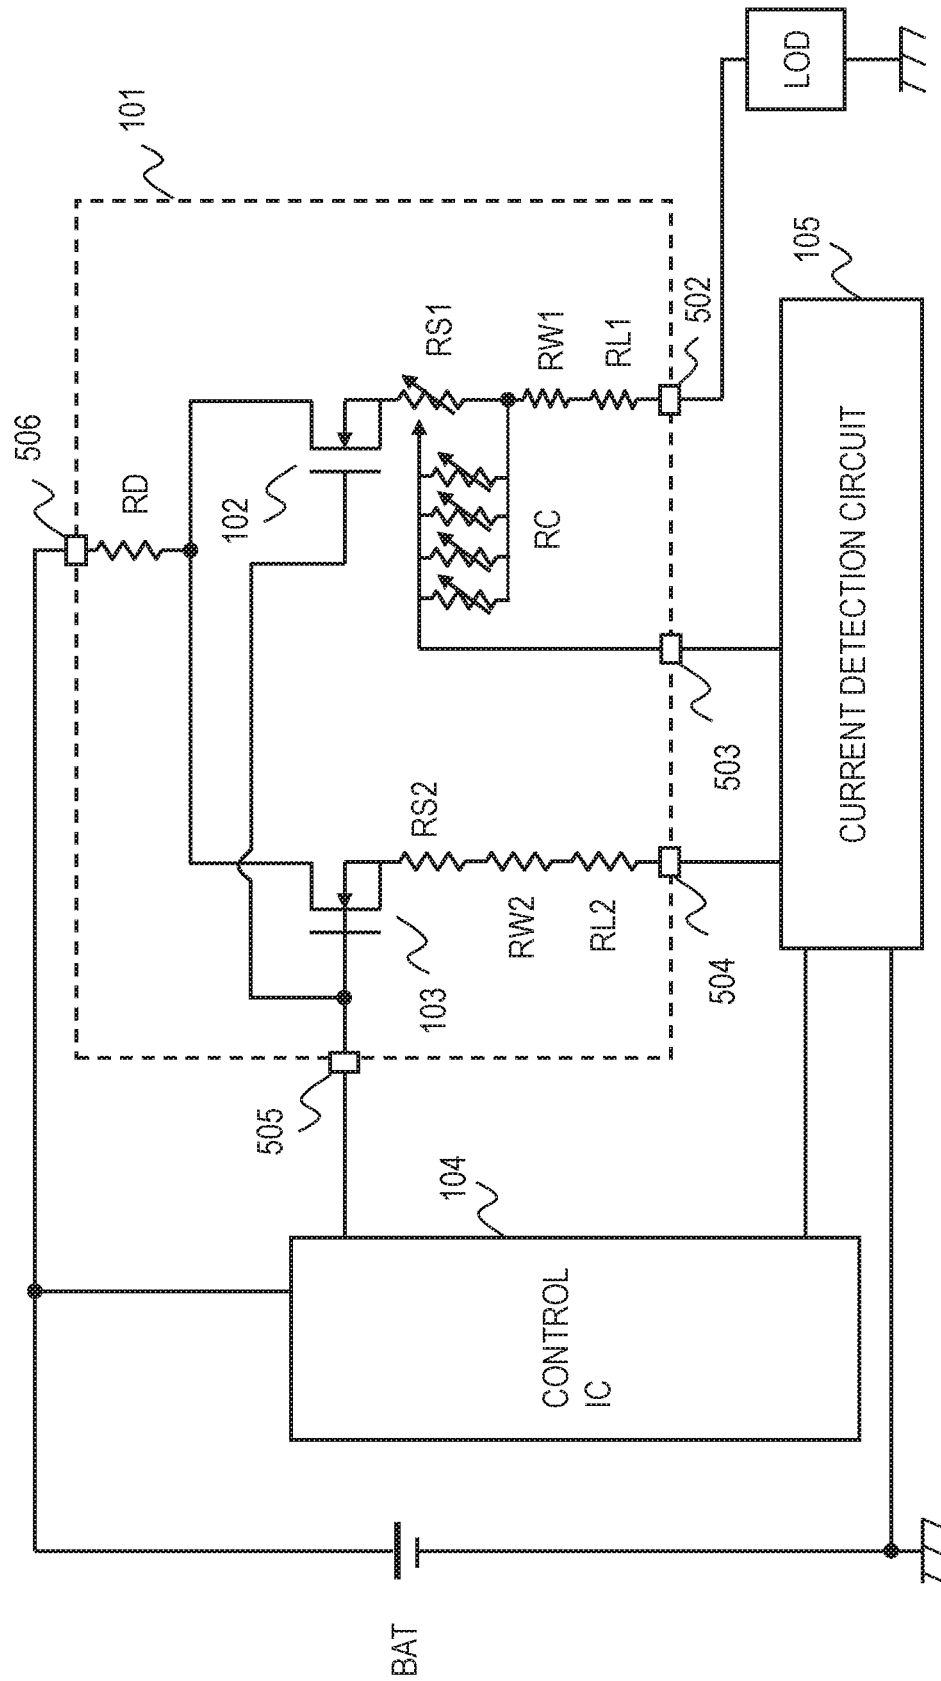 506
RD
101
102
RS1
RC
RW1
RL1
502
LOD
503
RS2
RW2
RL2
504
103
505
104
CONTROL
IC
105
CURRENT DETECTION CIRCUIT
BAT